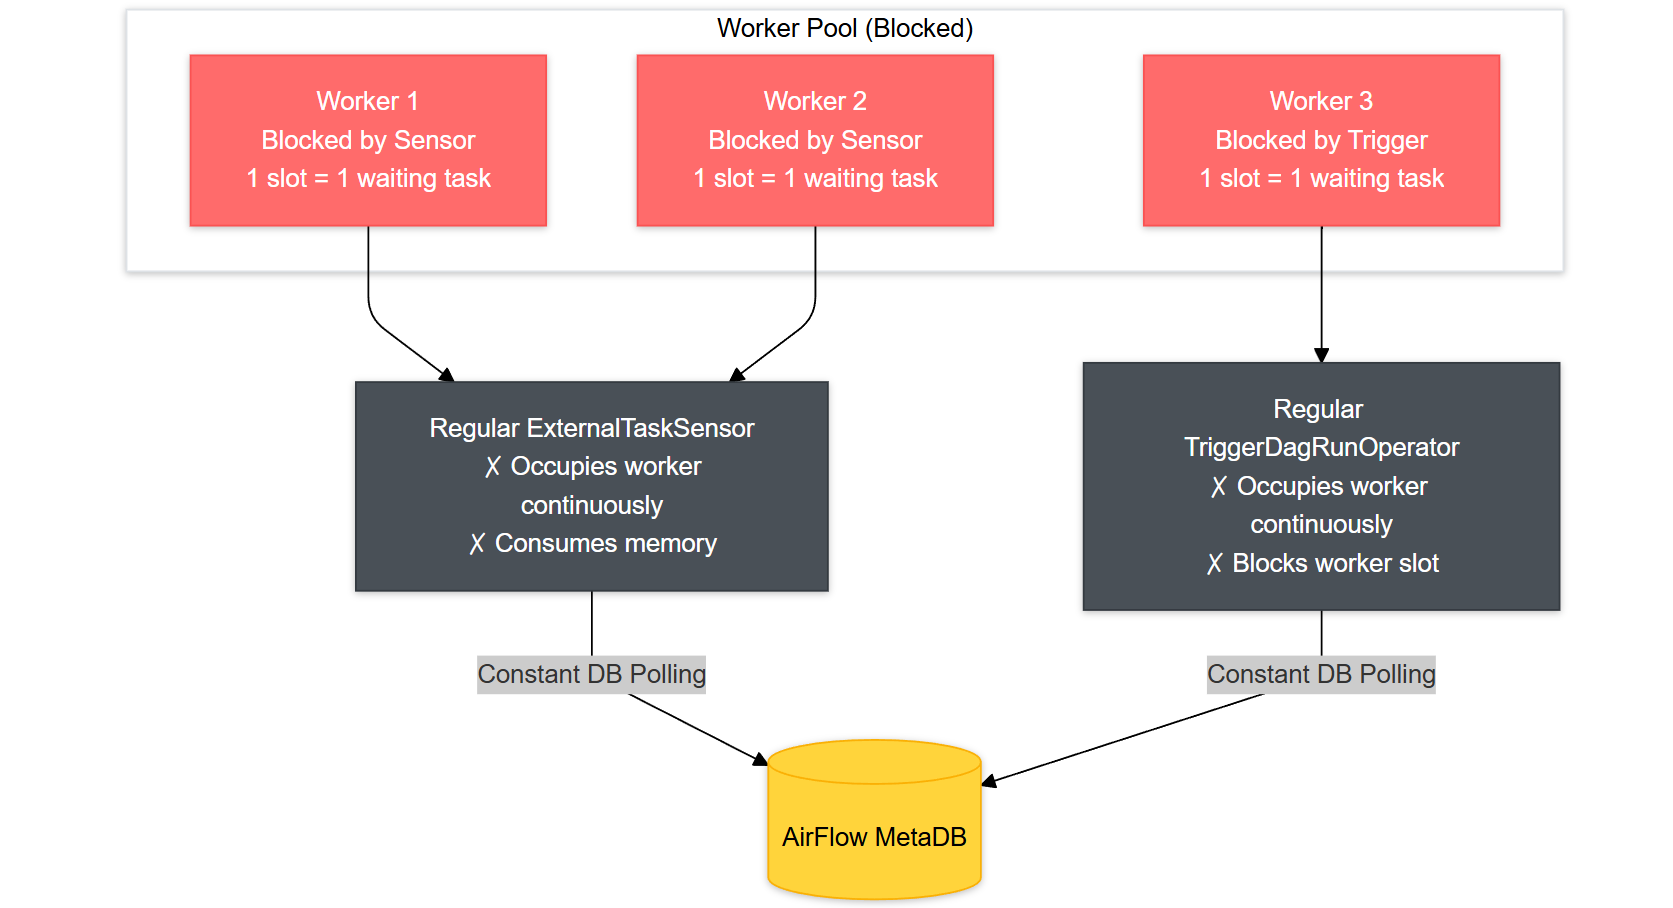 Worker Pool (Blocked)
Worker 1
Blocked by Sensor
1 slot = 1 waiting task
Worker 2
Blocked by Sensor
1 slot = 1 waiting task
Worker 3
Blocked by Trigger
1 slot = 1 waiting task
Regular ExternalTaskSensor
✗ Occupies worker
continuously
✗ Consumes memory
Regular
TriggerDagRunOperator
✗ Occupies worker
continuously
✗ Blocks worker slot
Constant DB Polling
Constant DB Polling
AirFlow MetaDB